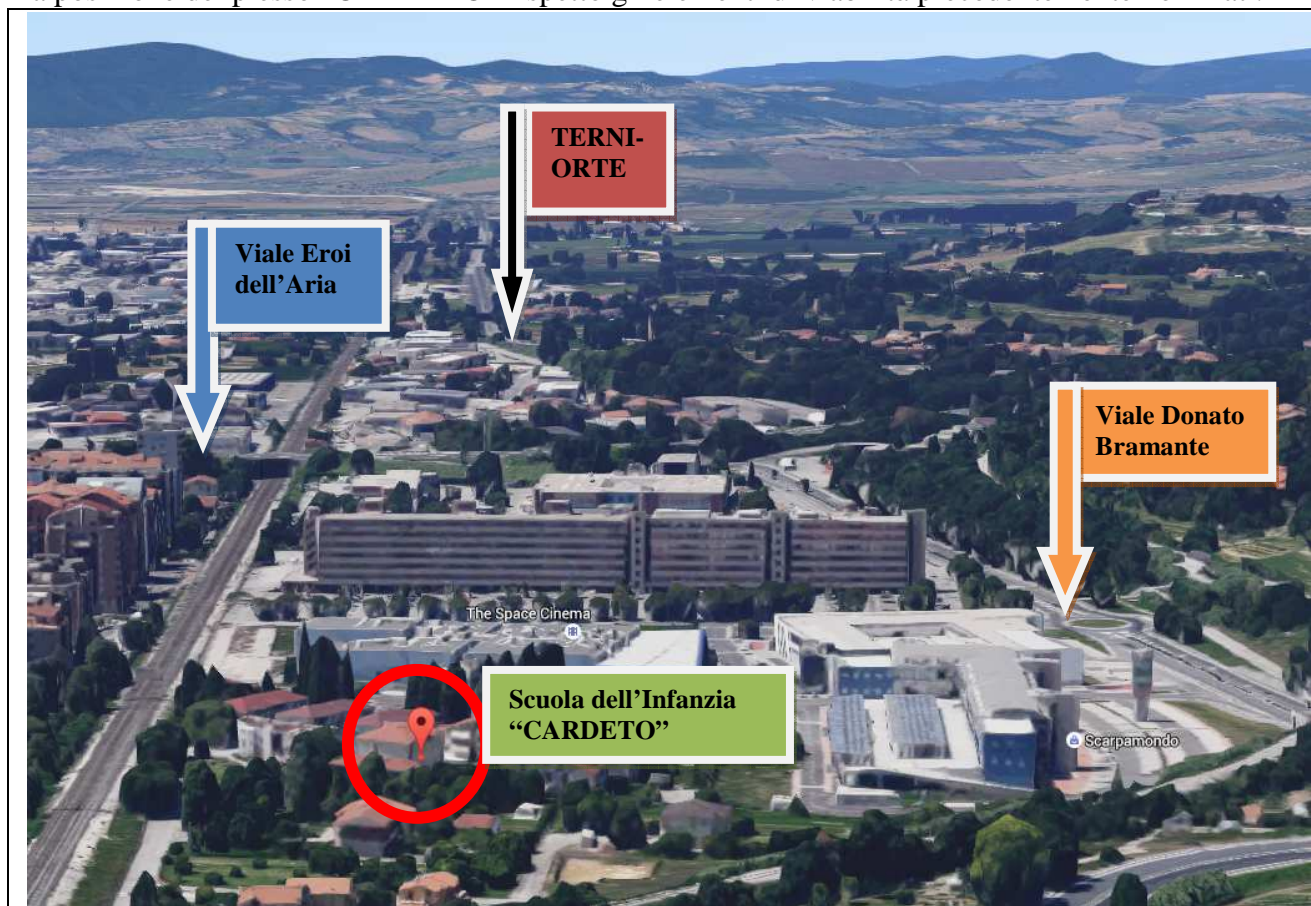 TERNI-
ORTE
Viale Eroi
dell’Aria
Viale Donato
Bramante
The Space Cinema
Scuola dell’Infanzia
“CARDETO”
Scarpamondo